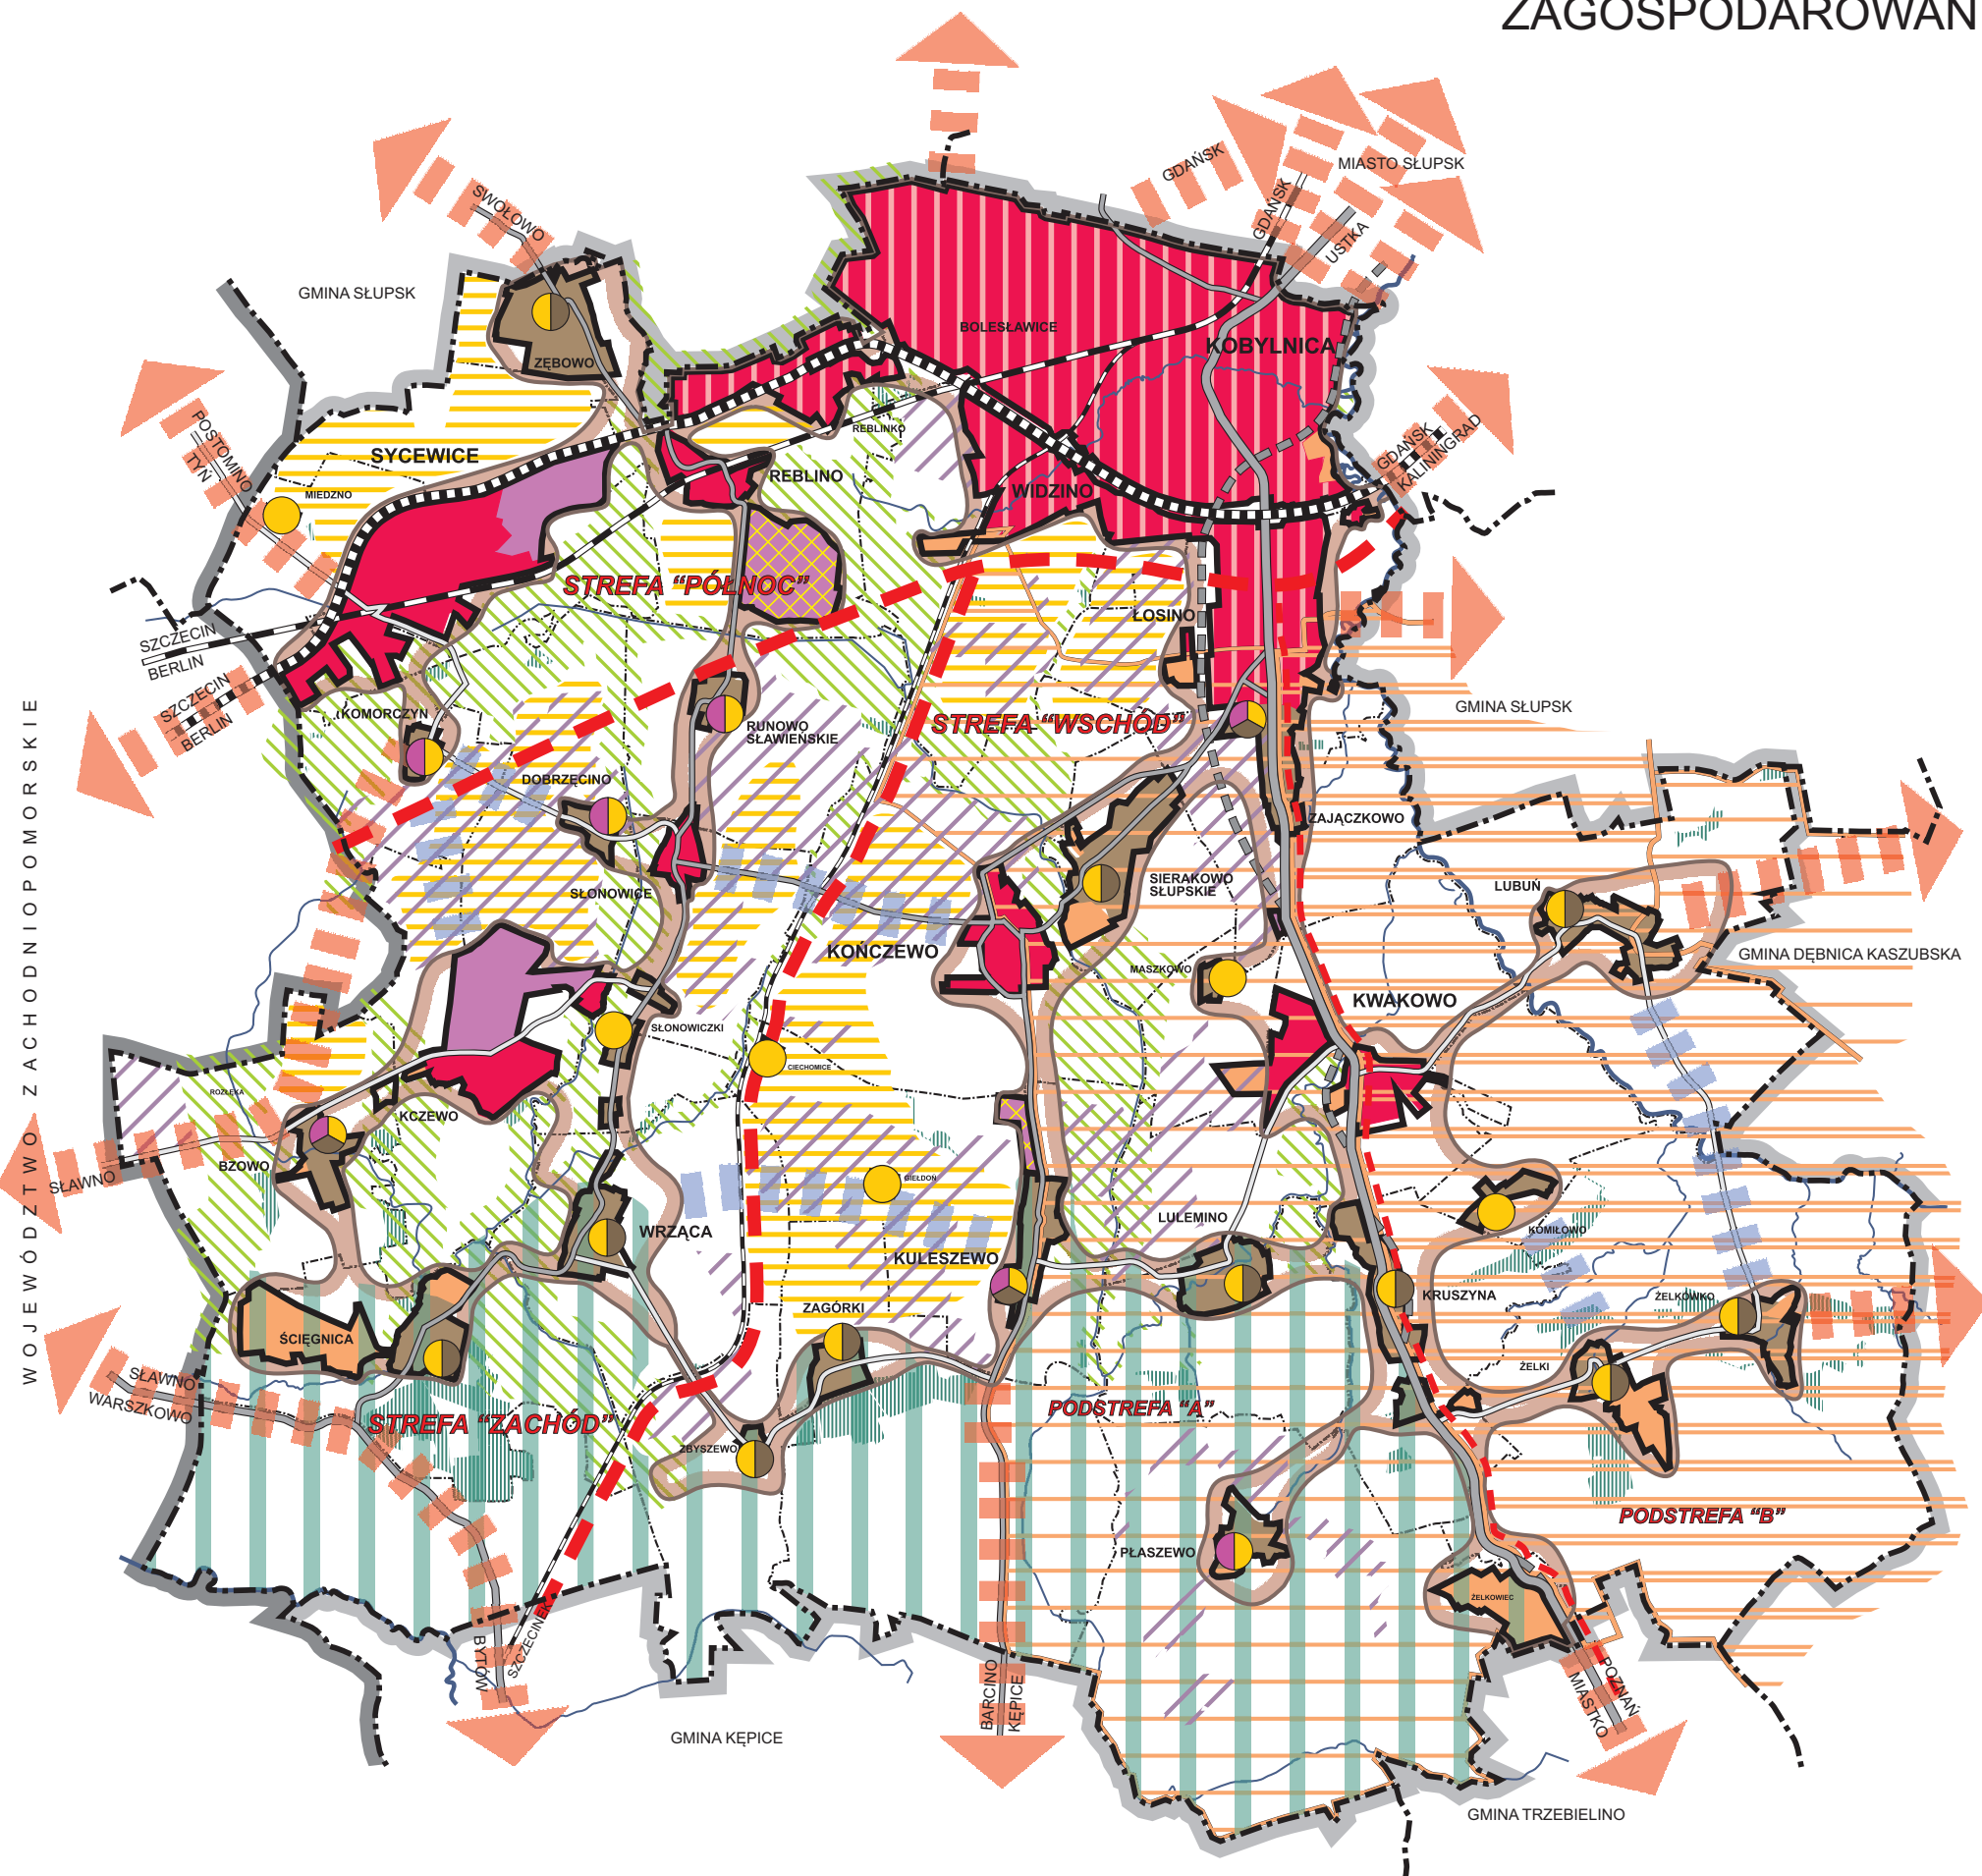 ZAGOSPODAROWAN
GDAŃSK
MIASTO SŁUPSK
GDAŃSK
USTKA
SWOŁOWO
GMINA SŁUPSK
BOLESŁAWICE
KOBYLNICA
ZĘBOWO
POSTOMINO
TYŃ
SYCEWICE
REBLINKO
GDAŃSK
KALININGRAD
MIEDZNO
REBLINO
WIDZINO
STREFA “PÓŁNOC”
ŁOSINO
SZCZECIN
BERLIN
SZCZECIN
BERLIN
KOMORCZYN
RUNOWO
SŁAWIEŃSKIE
STREFA “WSCHÓD”
GMINA SŁUPSK
DOBRZĘCINO
ZAJĄCZKOWO
SŁONOWICE
SIERAKOWO
SŁUPSKIE
LUBUŃ
KOŃCZEWO
MASZKOWO
GMINA DĘBNICA KASZUBSKA
KWAKOWO
SŁONOWICZKI
CIECHOMICE
WOJEWÓDZTWO ZACHODNIOPOMORSKIE
ROZŁĘKA
KCZEWO
BZOWO
SŁAWNO
GIEŁDOŃ
WRZĄCA
LULEMINO
KOMIŁOWO
KULESZEWO
KRUSZYNA
ŻELKÓWKO
ZAGÓRKI
ŚCIĘGNICA
ŻELKI
SŁAWNO
WARSZKOWO
STREFA “ZACHÓD”
PODSTREFA “A”
ZBYSZEWO
PODSTREFA “B”
PŁASZEWO
ŻELKOWIEC
BYTÓW
SZCZECINEK
BARCINO
KĘPICE
POZNAŃ
MIASTKO
GMINA KĘPICE
GMINA TRZEBIELINO